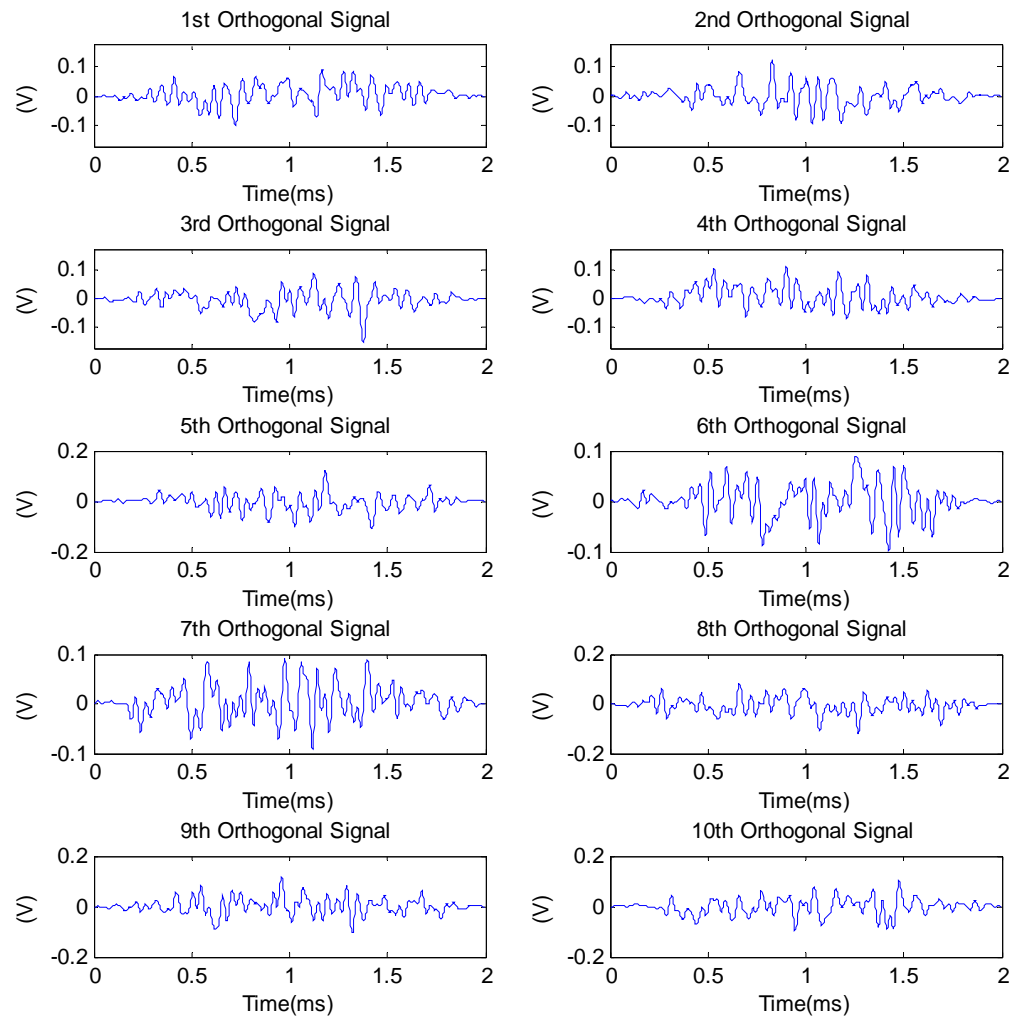 1st Orthogonal Signal
0.1
0
-0.1
(V)
0 0.5 1 1.5 2
Time(ms)
2nd Orthogonal Signal
0.1
0
-0.1
(V)
0 0.5 1 1.5 2
Time(ms)
3rd Orthogonal Signal
0.1
0
-0.1
(V)
0 0.5 1 1.5 2
Time(ms)
4th Orthogonal Signal
0.1
0
-0.1
(V)
0 0.5 1 1.5 2
Time(ms)
5th Orthogonal Signal
0.2
0
-0.2
(V)
0 0.5 1 1.5 2
Time(ms)
6th Orthogonal Signal
0.1
0
-0.1
(V)
0 0.5 1 1.5 2
Time(ms)
7th Orthogonal Signal
0.1
0
-0.1
(V)
0 0.5 1 1.5 2
Time(ms)
8th Orthogonal Signal
0.2
0
-0.2
(V)
0 0.5 1 1.5 2
Time(ms)
9th Orthogonal Signal
0.2
0
-0.2
(V)
0 0.5 1 1.5 2
Time(ms)
10th Orthogonal Signal
0.2
0
-0.2
(V)
0 0.5 1 1.5 2
Time(ms)